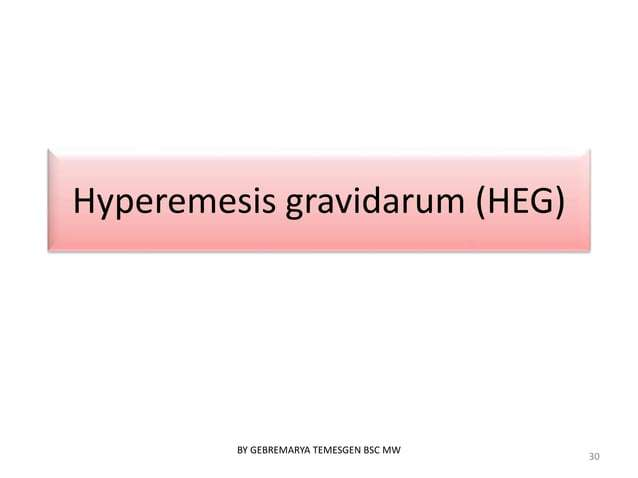 Hyperemesis gravidarum (HEG)
BY GEBREMARYA TEMESGEN BSC MW
30